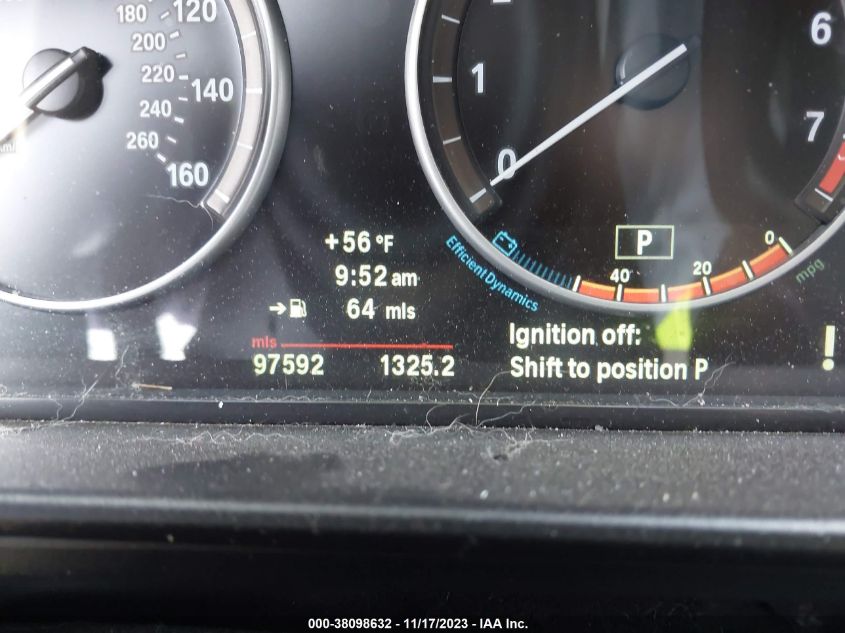 180 120
200
220
140
240
260
160
1
0
6
7
+56 °F
9:52 am
64 mls
mls
97592 1325.2
Efficient Dynamics
P
40 20 0
mpg
Ignition off:
Shift to position P
!
000-38098632 - 11/17/2023 - IAA Inc.